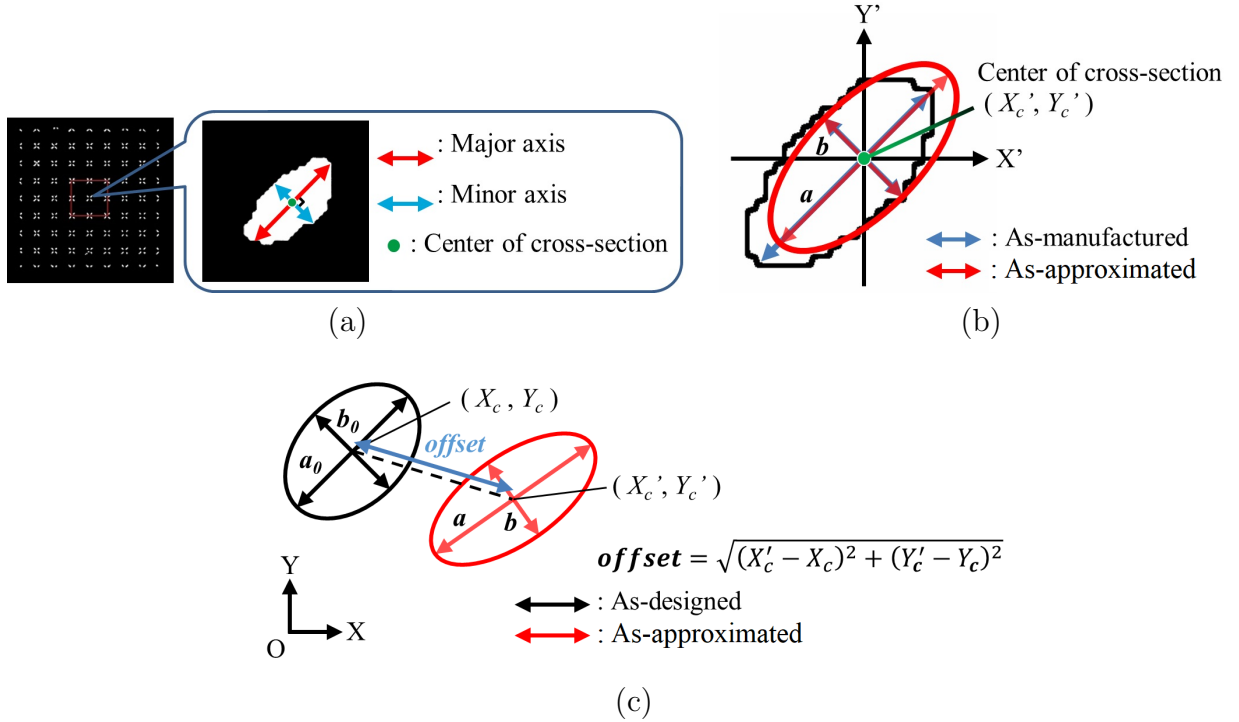 : Major axis
: Minor axis
: Center of cross-section
(a)
Y’
Center of cross-section
( Xc’, Yc’ )
X’
b
a
: As-manufactured
: As-approximated
(b)
( Xc , Yc )
b0
offset
a0
( Xc’, Yc’ )
a
b
offset = √(X′c − Xc)² + (Y′c − Yc)²
Y
O
X
: As-designed
: As-approximated
(c)